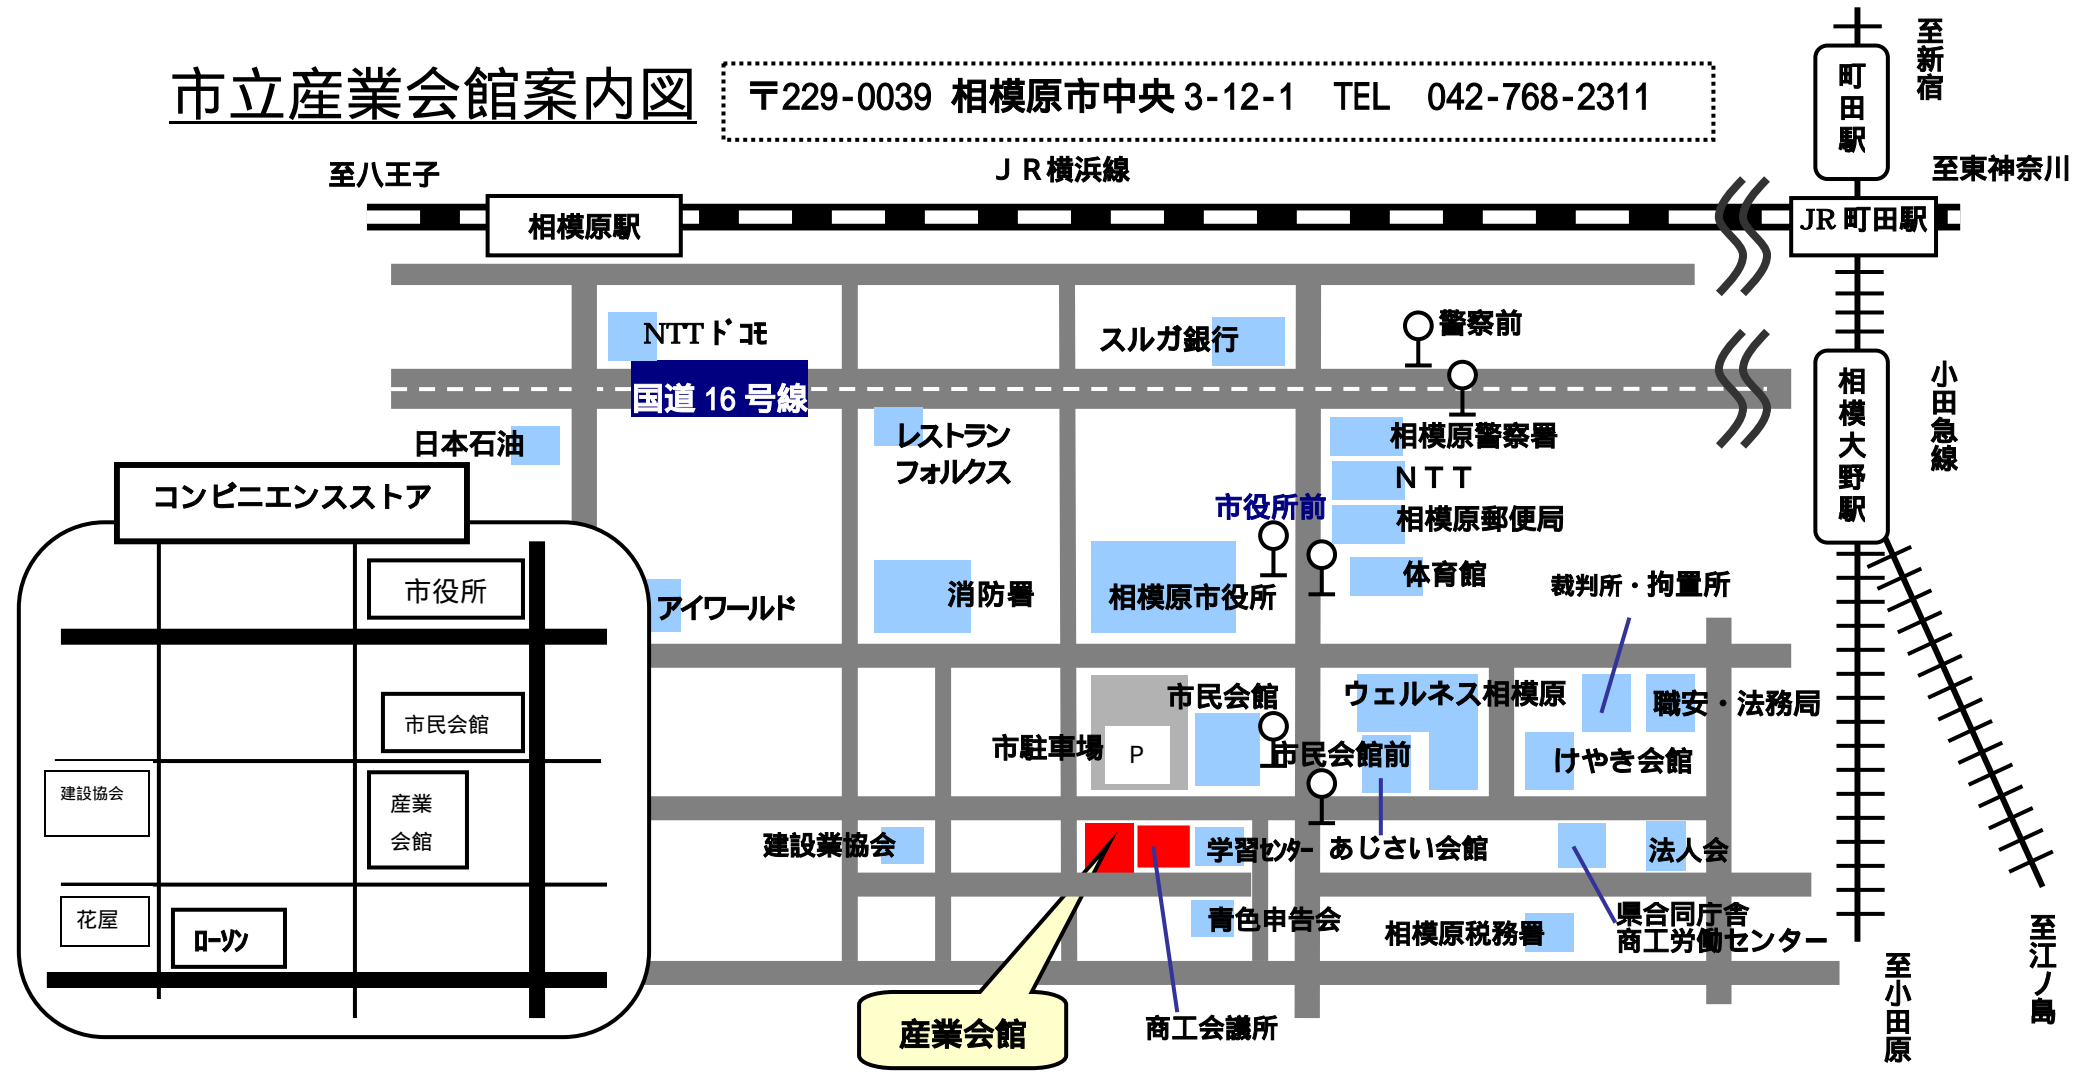 市立産業会館案内図
〒229-0039 相模原市中央 3-12-1 TEL 042-768-2311
至新宿
町田駅
至八王子
ＪＲ横浜線
至東神奈川
相模原駅
JR 町田駅
NTT ﾄﾞｺﾓ
スルガ銀行
警察前
国道 16 号線
小田急線
相模大野駅
日本石油
レストラン
フォルクス
相模原警察署
ＮＴＴ
市役所前
相模原郵便局
コンビニエンスストア
市役所
アイワールド
消防署
相模原市役所
体育館
裁判所・拘置所
市民会館
ウェルネス相模原
職安・法務局
市民会館
市駐車場
P
市民会館前
けやき会館
建設協会
産業
会館
建設業協会
学習ｾﾝﾀｰ
あじさい会館
法人会
花屋
ﾛｰｿﾝ
青色申告会
相模原税務署
県合同庁舎
商工労働センター
産業会館
商工会議所
至小田原
至江ノ島